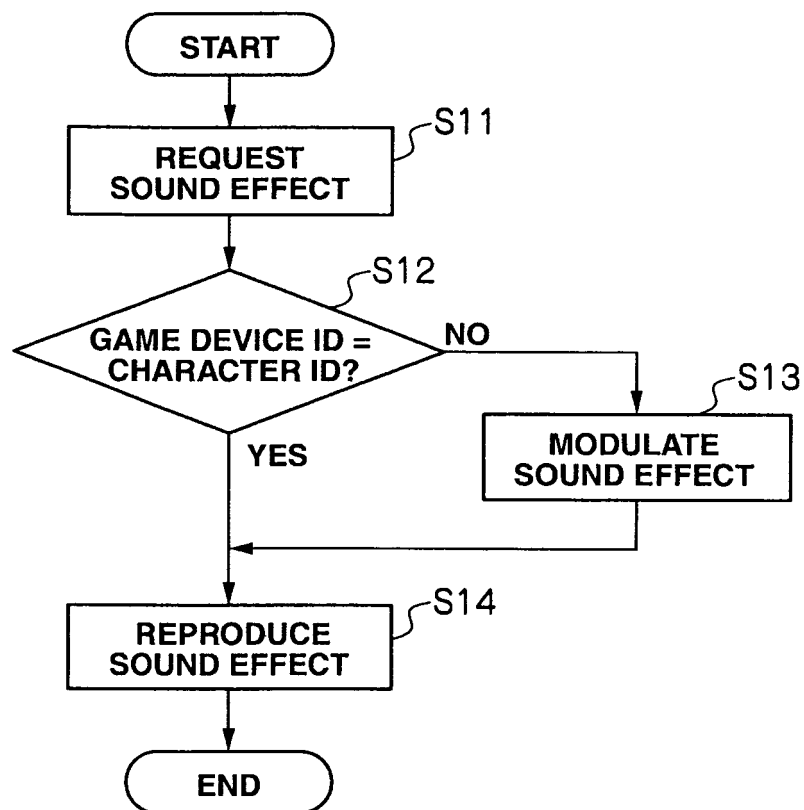 START
S11
REQUEST
SOUND EFFECT
S12
GAME DEVICE ID =
CHARACTER ID?
NO
S13
MODULATE
SOUND EFFECT
YES
S14
REPRODUCE
SOUND EFFECT
END